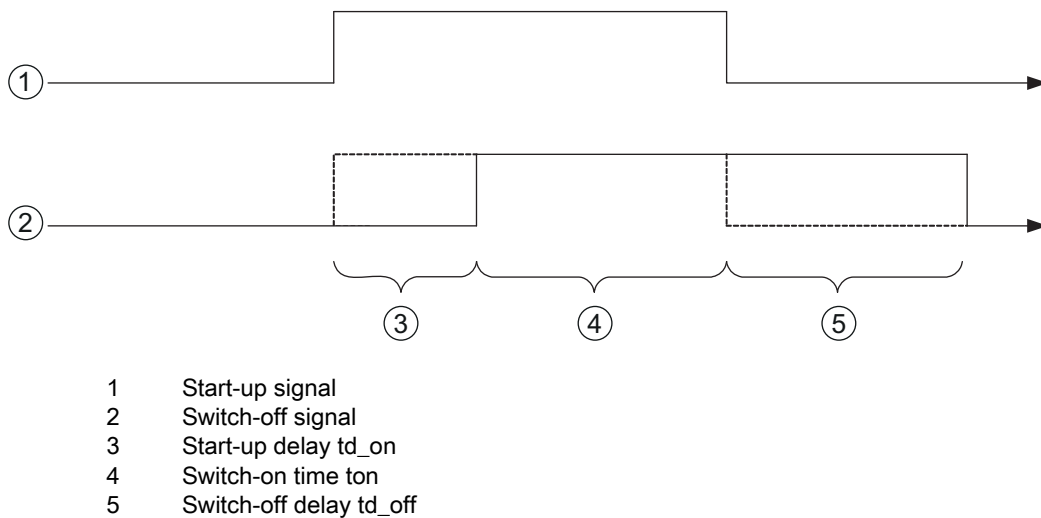 1
2
3
4
5
1 Start-up signal
2 Switch-off signal
3 Start-up delay td_on
4 Switch-on time ton
5 Switch-off delay td_off